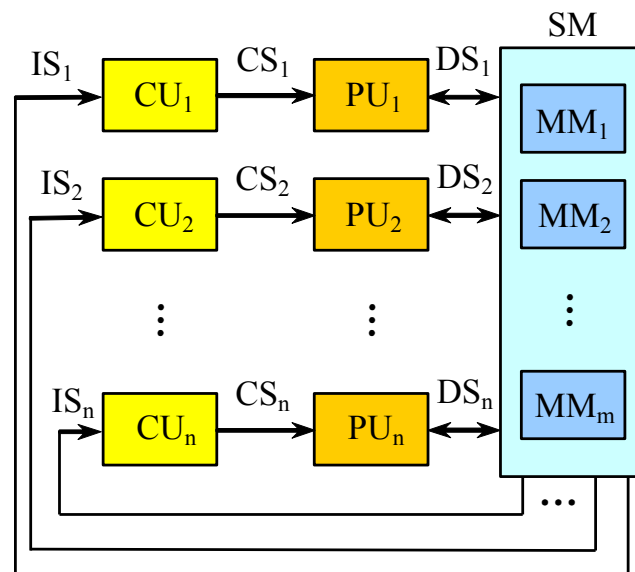 SM
IS₁ CS₁ DS₁
CU₁ PU₁ MM₁
IS₂ CS₂ DS₂
CU₂ PU₂ MM₂
⋮ ⋮ ⋮
ISₙ CSₙ DSₙ
CUₙ PUₙ MMₘ
...